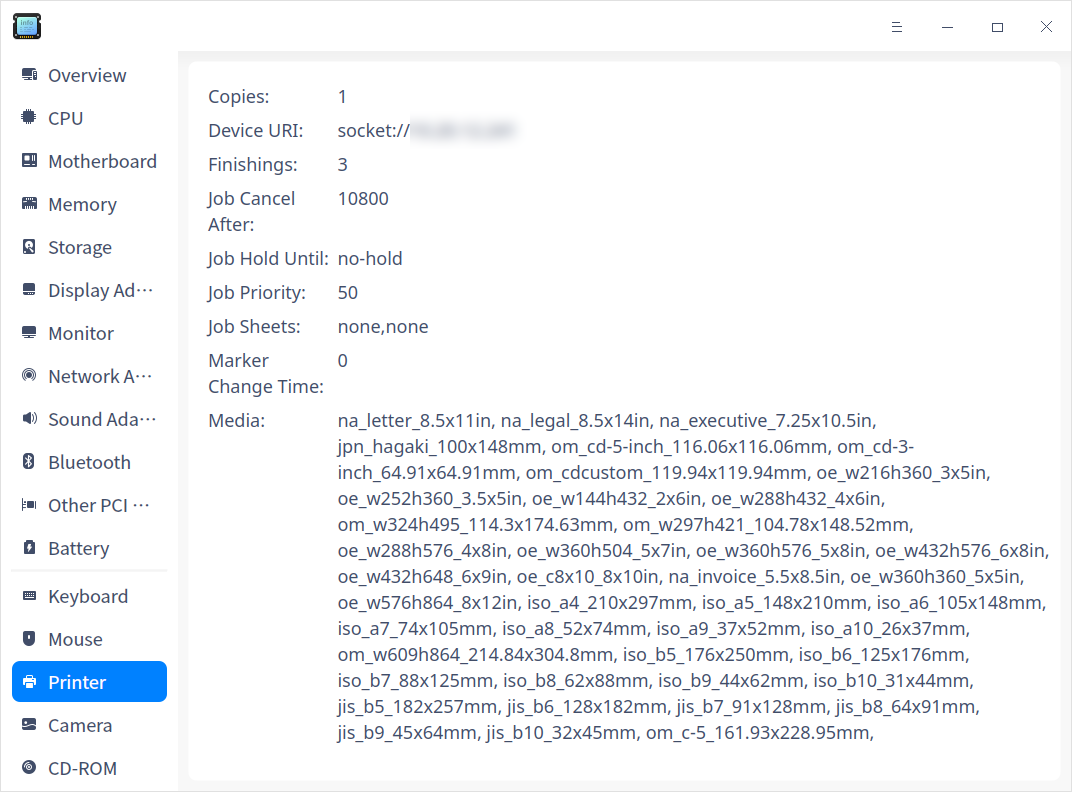 info
Overview
CPU
Motherboard
Memory
Storage
Display Ad···
Monitor
Network A···
Sound Ada···
Bluetooth
Other PCI ···
Battery
Keyboard
Mouse
Printer
Camera
CD-ROM
Copies: 1
Device URI: socket://
Finishings: 3
Job Cancel 10800
After:
Job Hold Until: no-hold
Job Priority: 50
Job Sheets: none,none
Marker 0
Change Time:
Media: na_letter_8.5x11in, na_legal_8.5x14in, na_executive_7.25x10.5in,
jpn_hagaki_100x148mm, om_cd-5-inch_116.06x116.06mm, om_cd-3-
inch_64.91x64.91mm, om_cdcustom_119.94x119.94mm, oe_w216h360_3x5in,
oe_w252h360_3.5x5in, oe_w144h432_2x6in, oe_w288h432_4x6in,
om_w324h495_114.3x174.63mm, om_w297h421_104.78x148.52mm,
oe_w288h576_4x8in, oe_w360h504_5x7in, oe_w360h576_5x8in, oe_w432h576_6x8in,
oe_w432h648_6x9in, oe_c8x10_8x10in, na_invoice_5.5x8.5in, oe_w360h360_5x5in,
oe_w576h864_8x12in, iso_a4_210x297mm, iso_a5_148x210mm, iso_a6_105x148mm,
iso_a7_74x105mm, iso_a8_52x74mm, iso_a9_37x52mm, iso_a10_26x37mm,
om_w609h864_214.84x304.8mm, iso_b5_176x250mm, iso_b6_125x176mm,
iso_b7_88x125mm, iso_b8_62x88mm, iso_b9_44x62mm, iso_b10_31x44mm,
jis_b5_182x257mm, jis_b6_128x182mm, jis_b7_91x128mm, jis_b8_64x91mm,
jis_b9_45x64mm, jis_b10_32x45mm, om_c-5_161.93x228.95mm,